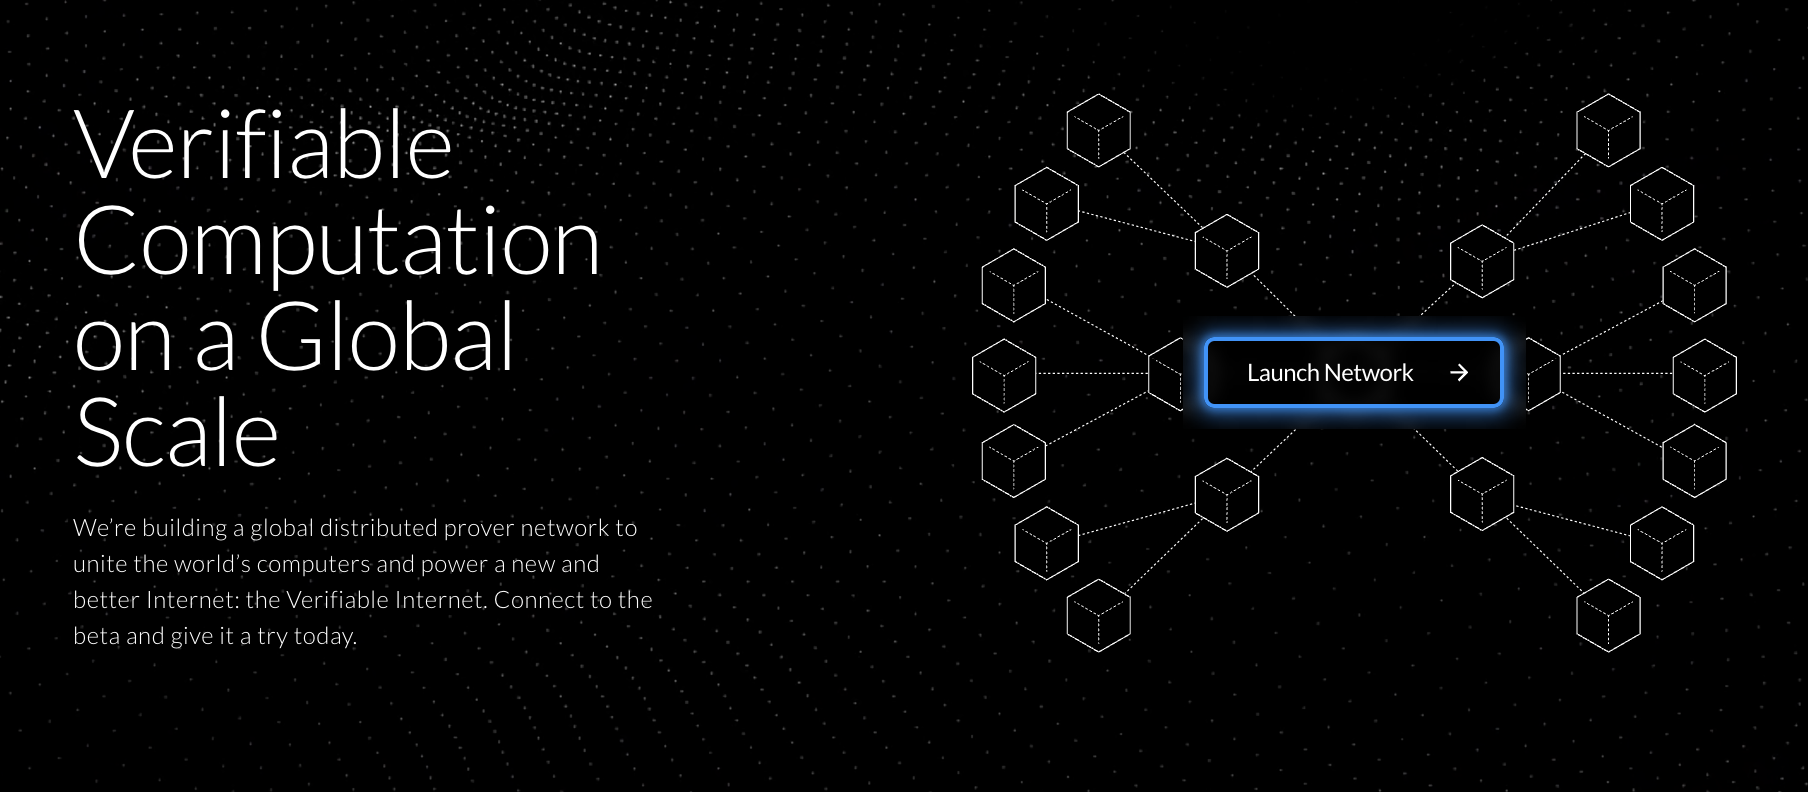 Verifiable
Computation
on a Global
Scale
We’re building a global distributed prover network to
unite the world’s computers and power a new and
better Internet: the Verifiable Internet. Connect to the
beta and give it a try today.
Launch Network →